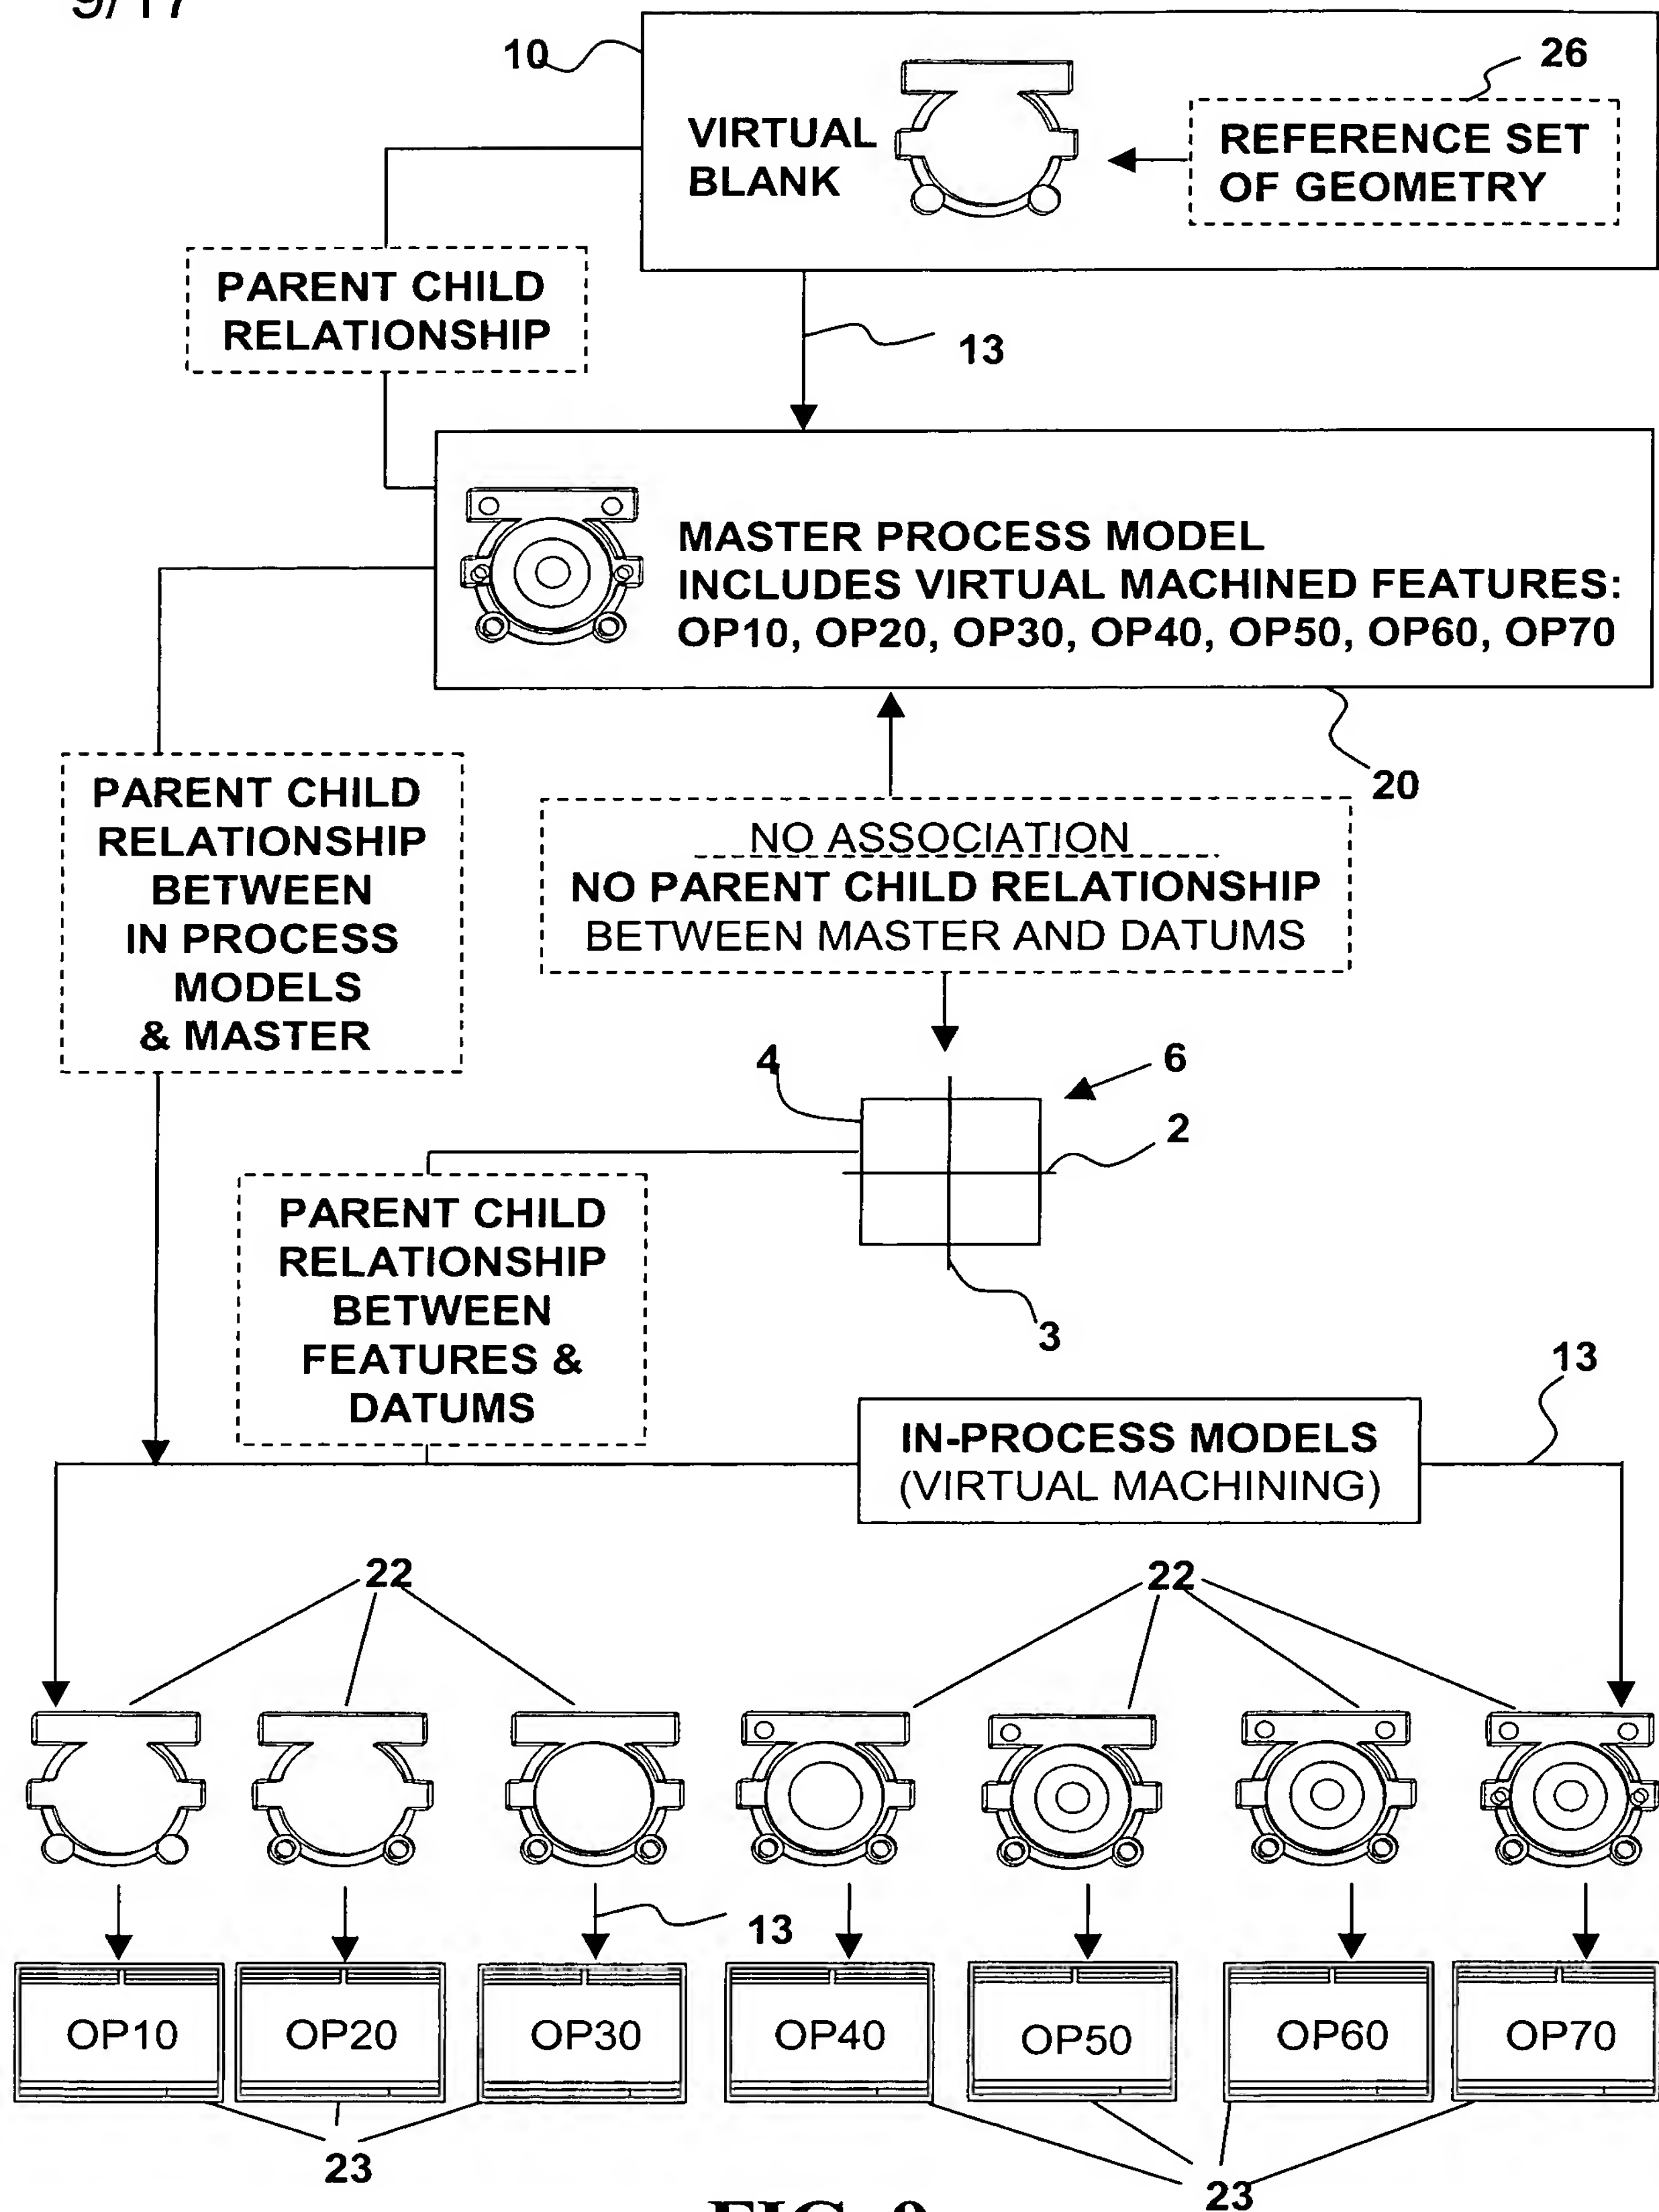 9/17
10
26
VIRTUAL
BLANK
REFERENCE SET
OF GEOMETRY
PARENT CHILD
RELATIONSHIP
13
MASTER PROCESS MODEL
INCLUDES VIRTUAL MACHINED FEATURES:
OP10, OP20, OP30, OP40, OP50, OP60, OP70
20
PARENT CHILD
RELATIONSHIP
BETWEEN
IN PROCESS
MODELS
& MASTER
NO ASSOCIATION
NO PARENT CHILD RELATIONSHIP
BETWEEN MASTER AND DATUMS
4
6
2
3
PARENT CHILD
RELATIONSHIP
BETWEEN
FEATURES &
DATUMS
13
IN-PROCESS MODELS
(VIRTUAL MACHINING)
22
22
13
OP10
OP20
OP30
OP40
OP50
OP60
OP70
23
23